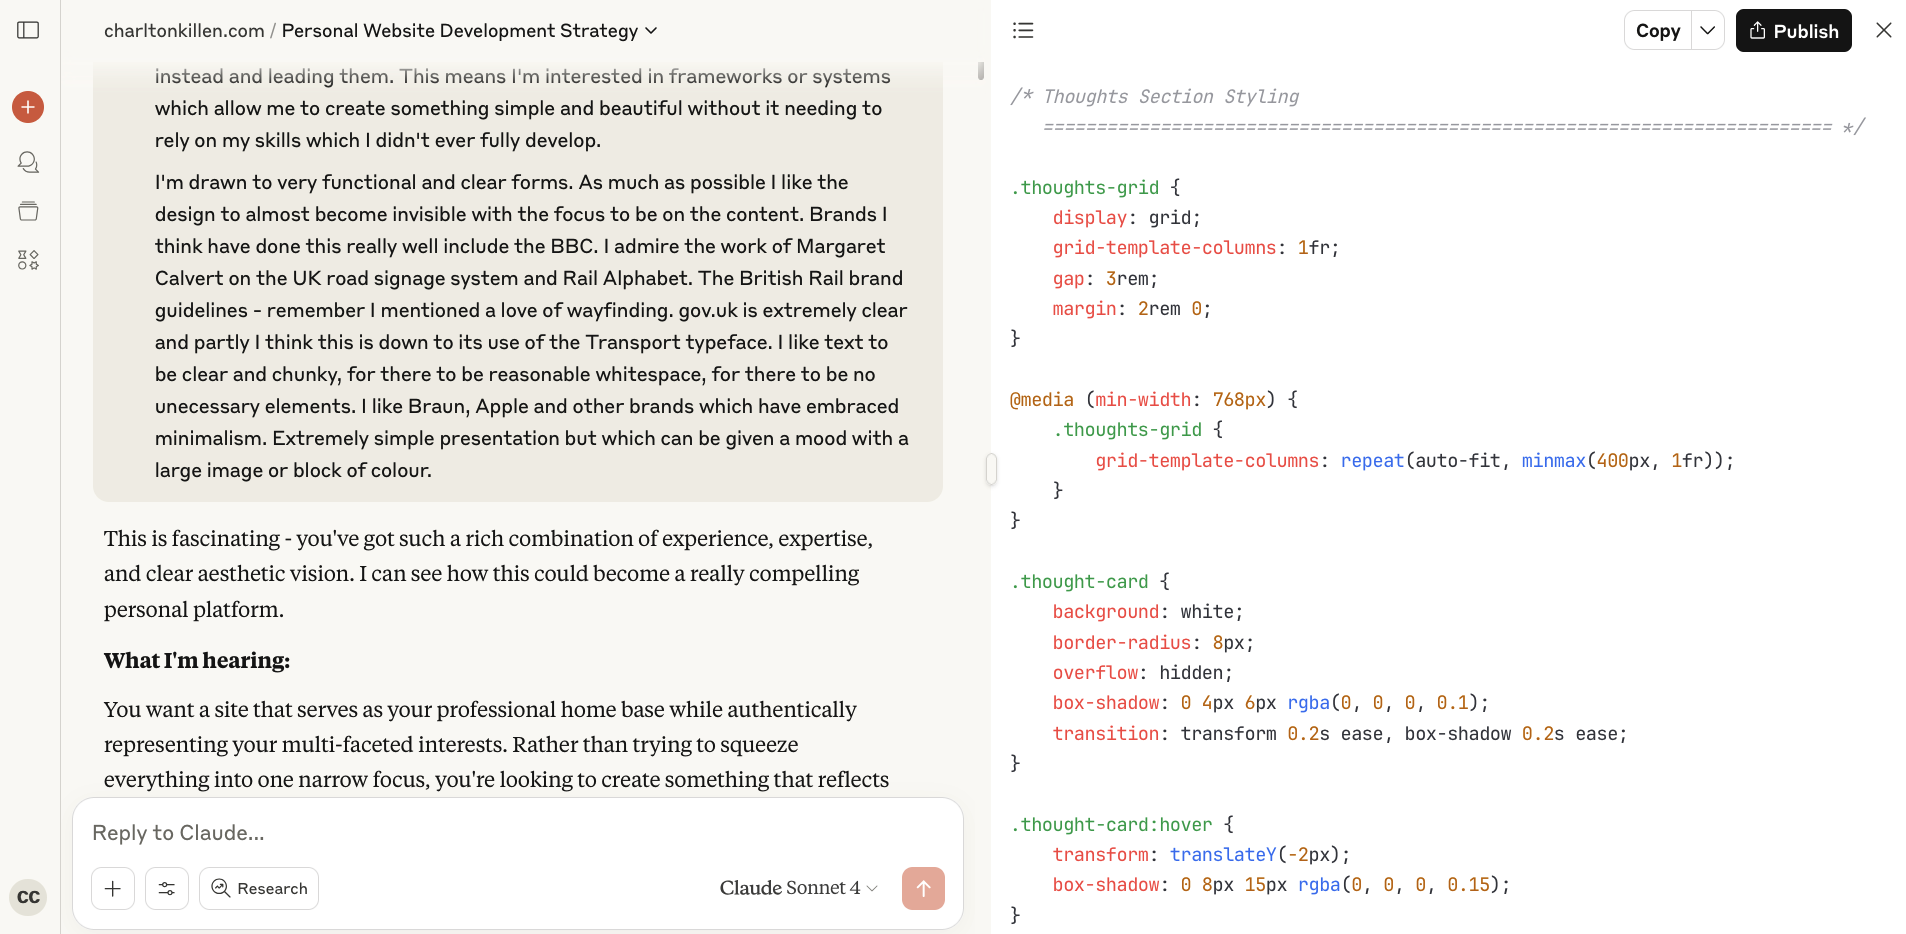 charltonkillen.com / Personal Website Development Strategy
instead and leading them. This means I'm interested in frameworks or systems
which allow me to create something simple and beautiful without it needing to
rely on my skills which I didn't ever fully develop.
I'm drawn to very functional and clear forms. As much as possible I like the
design to almost become invisible with the focus to be on the content. Brands I
think have done this really well include the BBC. I admire the work of Margaret
Calvert on the UK road signage system and Rail Alphabet. The British Rail brand
guidelines - remember I mentioned a love of wayfinding. gov.uk is extremely clear
and partly I think this is down to its use of the Transport typeface. I like text to
be clear and chunky, for there to be reasonable whitespace, for there to be no
unecessary elements. I like Braun, Apple and other brands which have embraced
minimalism. Extremely simple presentation but which can be given a mood with a
large image or block of colour.
This is fascinating - you've got such a rich combination of experience, expertise,
and clear aesthetic vision. I can see how this could become a really compelling
personal platform.
What I'm hearing:
You want a site that serves as your professional home base while authentically
representing your multi-faceted interests. Rather than trying to squeeze
everything into one narrow focus, you're looking to create something that reflects
Reply to Claude...
Research
Claude Sonnet 4
CC
Copy
Publish
/* Thoughts Section Styling
========================================================================== */
.thoughts-grid {
display: grid;
grid-template-columns: 1fr;
gap: 3rem;
margin: 2rem 0;
}
@media (min-width: 768px) {
.thoughts-grid {
grid-template-columns: repeat(auto-fit, minmax(400px, 1fr));
}
}
.thought-card {
background: white;
border-radius: 8px;
overflow: hidden;
box-shadow: 0 4px 6px rgba(0, 0, 0, 0.1);
transition: transform 0.2s ease, box-shadow 0.2s ease;
}
.thought-card:hover {
transform: translateY(-2px);
box-shadow: 0 8px 15px rgba(0, 0, 0, 0.15);
}